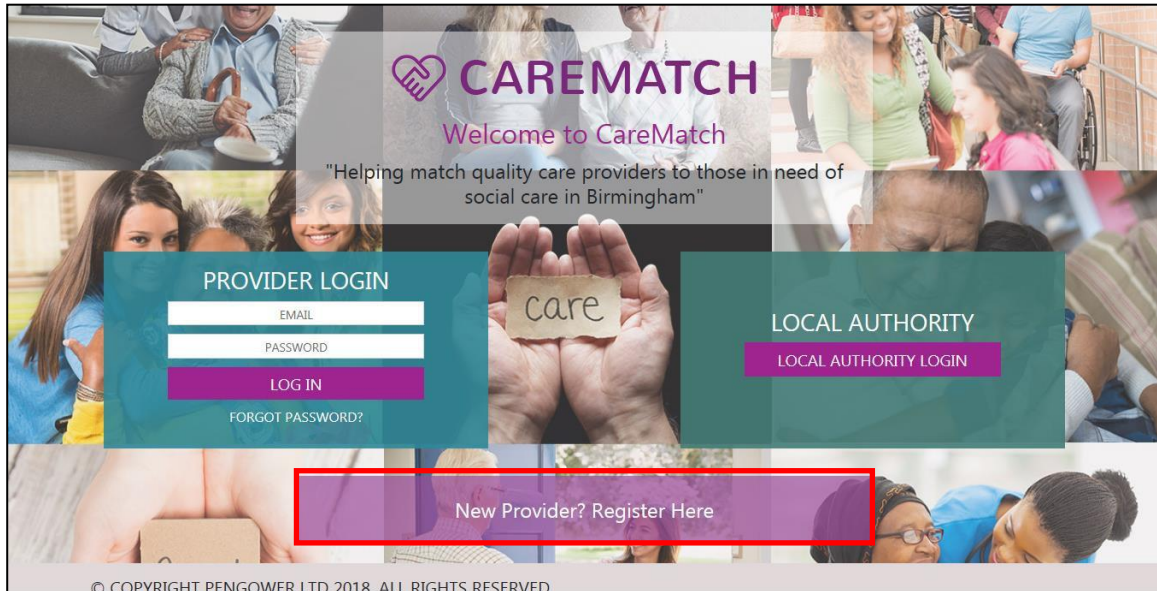 CAREMATCH
Welcome to CareMatch
"Helping match quality care providers to those in need of
social care in Birmingham"
PROVIDER LOGIN
EMAIL
PASSWORD
LOG IN
FORGOT PASSWORD?
care
LOCAL AUTHORITY
LOCAL AUTHORITY LOGIN
New Provider? Register Here
© COPYRIGHT PENGOWER LTD 2018. ALL RIGHTS RESERVED